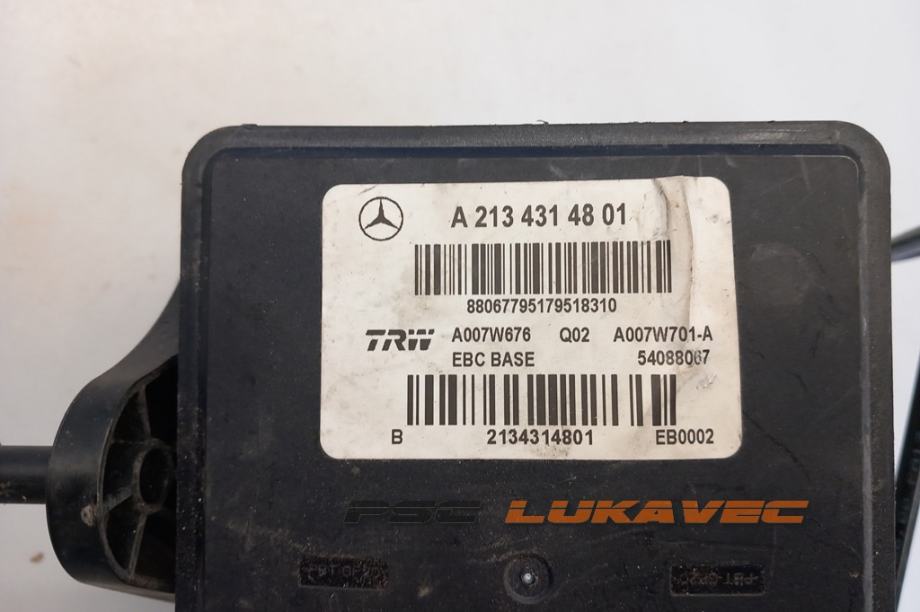 A 213 431 48 01
88067795179518310
TRW A007W676 Q02 A007W701-A
EBC BASE 54088067
B 2134314801 EB0002
PSC LUKAVEC